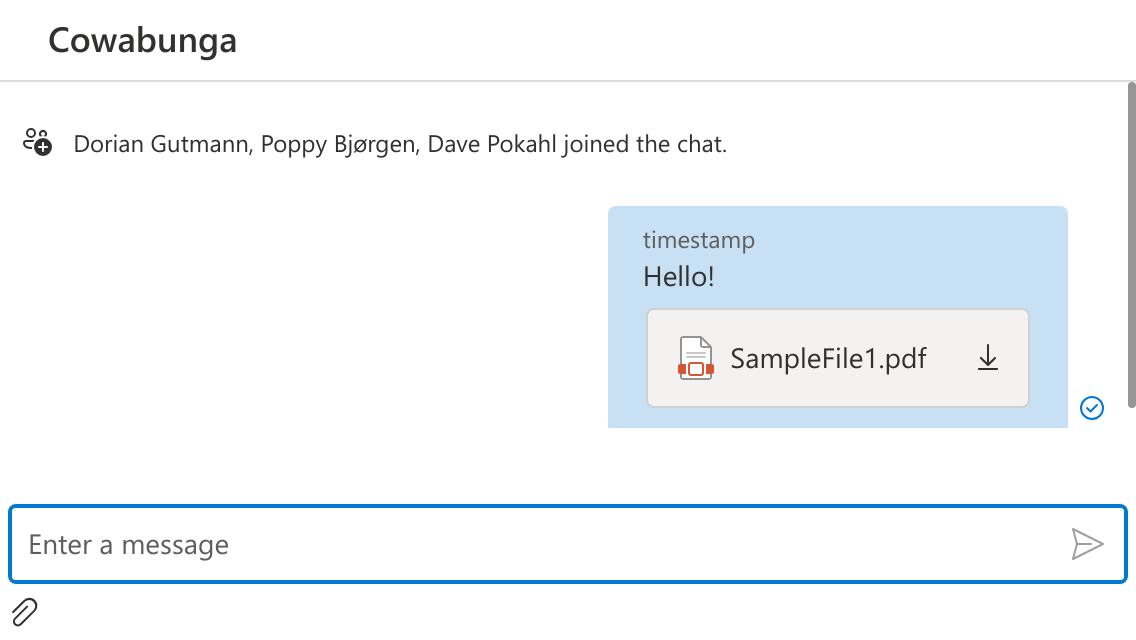 Cowabunga
Dorian Gutmann, Poppy Bjørgen, Dave Pokahl joined the chat.
timestamp
Hello!
SampleFile1.pdf
Enter a message